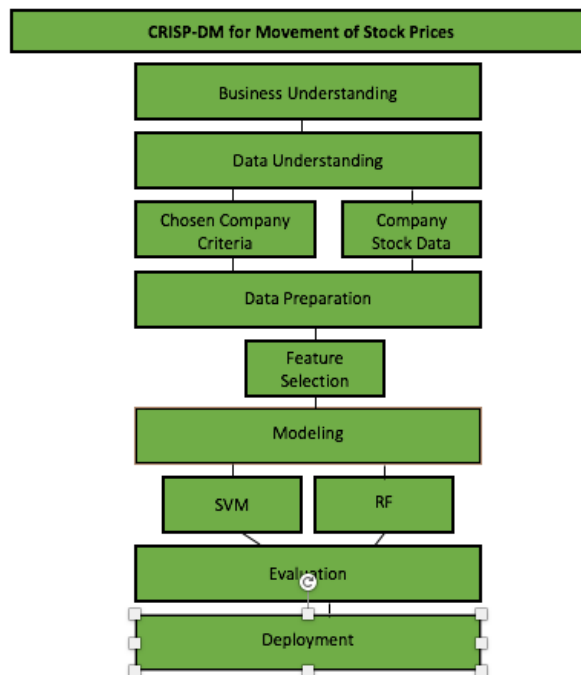 CRISP-DM for Movement of Stock Prices
Business Understanding
Data Understanding
Chosen Company
Criteria
Company
Stock Data
Data Preparation
Feature
Selection
Modeling
SVM
RF
Evaluation
Deployment